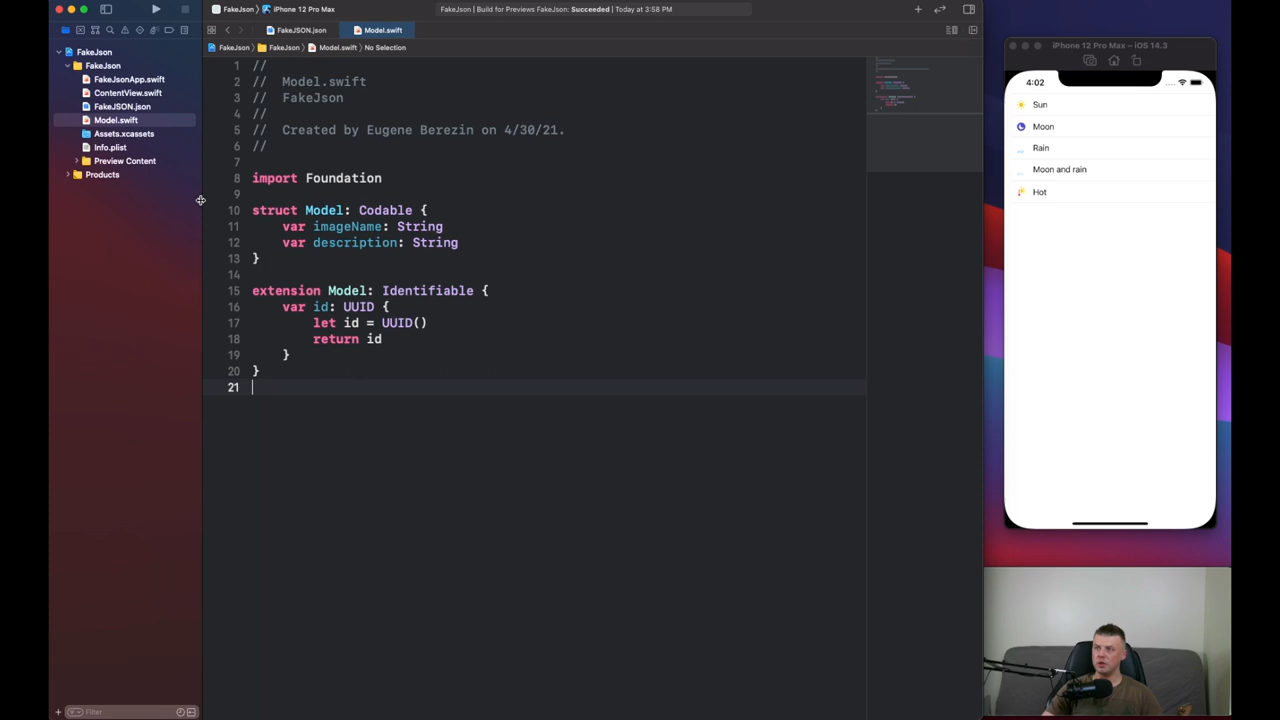 FakeJson
iPhone 12 Pro Max
FakeJson | Build for Previews FakeJson: Succeeded | Today at 3:58 PM
FakeJSON.json
Model.swift
FakeJson
FakeJson
Model.swift
No Selection
FakeJson
FakeJson
FakeJsonApp.swift
ContentView.swift
FakeJSON.json
Model.swift
Assets.xcassets
Info.plist
Preview Content
Products
Filter
1 //
2 // Model.swift
3 // FakeJson
4 //
5 // Created by Eugene Berezin on 4/30/21.
6 //
7
8 import Foundation
9
10 struct Model: Codable {
11 var imageName: String
12 var description: String
13 }
14
15 extension Model: Identifiable {
16 var id: UUID {
17 let id = UUID()
18 return id
19 }
20 }
21
iPhone 12 Pro Max – iOS 14.3
4:02
Sun
Moon
Rain
Moon and rain
Hot